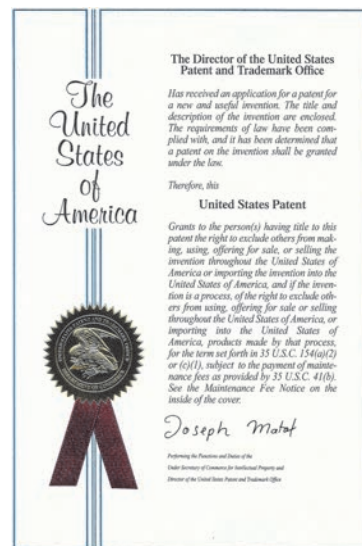 The
United
States
of
America
The Director of the United States
Patent and Trademark Office
Has received an application for a patent for
a new and useful invention. The title and
description of the invention are enclosed.
The requirements of law have been com-
plied with, and it has been determined that
a patent on the invention shall be granted
under the law.
Therefore, this
United States Patent
Grants to the person(s) having title to this
patent the right to exclude others from mak-
ing, using, offering for sale, or selling the
invention throughout the United States of
America or importing the invention into the
United States of America, and if the inven-
tion is a process, of the right to exclude oth-
ers from using, offering for sale or selling
throughout the United States of America, or
importing into the United States of
America, products made by that process,
for the term set forth in 35 U.S.C. 154(a)(2)
or (c)(1), subject to the payment of mainte-
nance fees as provided by 35 U.S.C. 41(b).
See the Maintenance Fee Notice on the
inside of the cover.
Joseph Matal
Performing the Functions and Duties of the
Under Secretary of Commerce for Intellectual Property and
Director of the United States Patent and Trademark Office